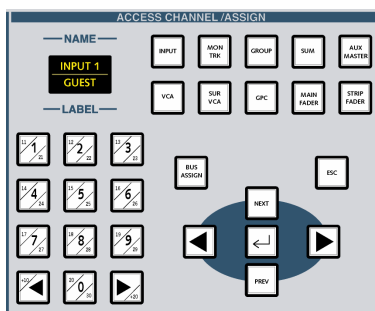 ACCESS CHANNEL /ASSIGN
NAME
INPUT 1
GUEST
LABEL
INPUT
MON TRK
GROUP
SUM
AUX MASTER
VCA
SUR VCA
GPC
MAIN FADER
STRIP FADER
11 1 21
12 2 22
13 3 23
14 4 24
15 5 25
16 6 26
17 7 27
18 8 28
19 9 29
+10
20 0 30
+20
BUS ASSIGN
ESC
NEXT
PREV